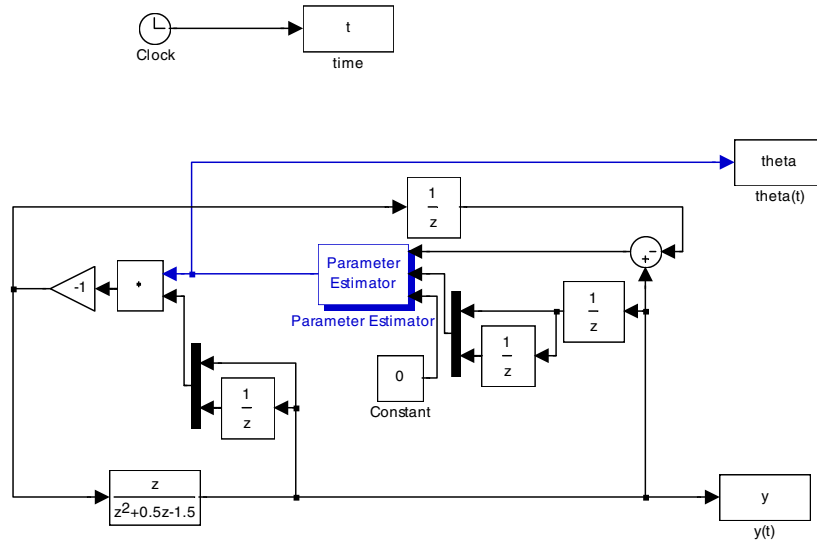 t
Clock
time
theta
theta(t)
1
z
Parameter
Estimator
-
+
-1
*
Parameter Estimator
1
z
1
z
0
Constant
1
z
z
z2+0.5z-1.5
y
y(t)